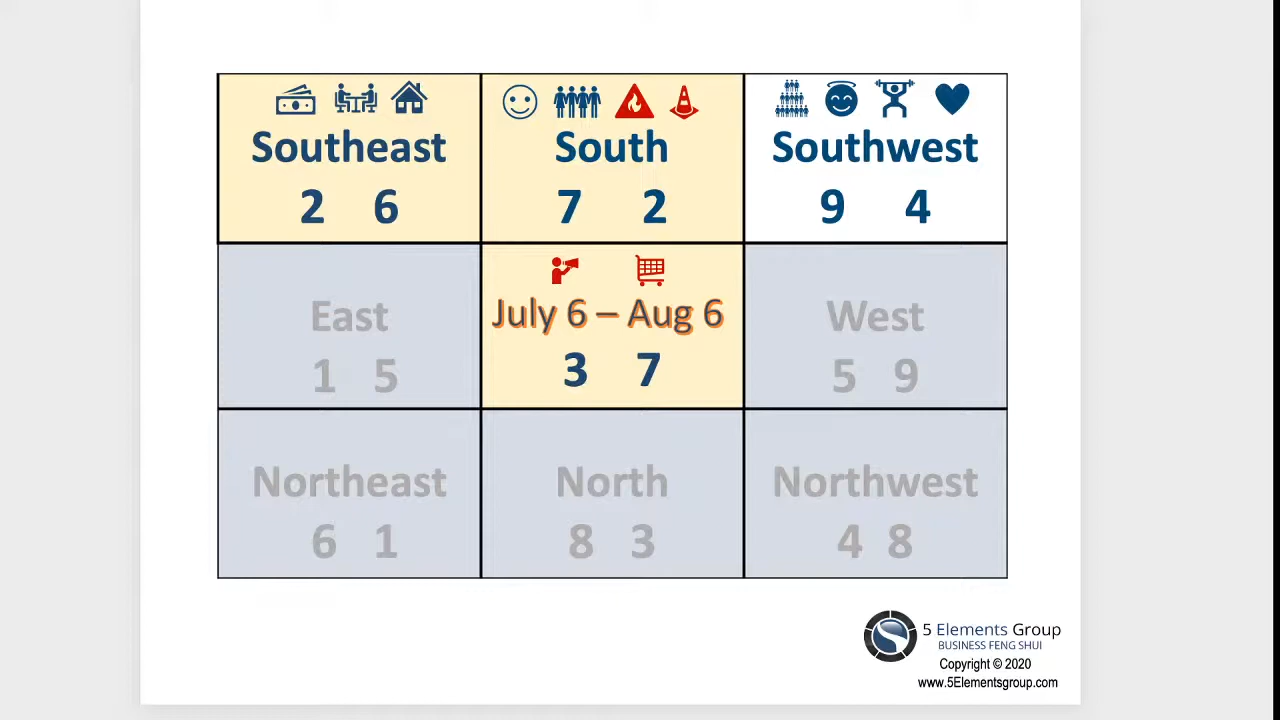 Southeast
2 6
South
7 2
Southwest
9 4
East
1 5
July 6 – Aug 6
3 7
West
5 9
Northeast
6 1
North
8 3
Northwest
4 8
5 Elements Group
BUSINESS FENG SHUI
Copyright © 2020
www.5Elementsgroup.com